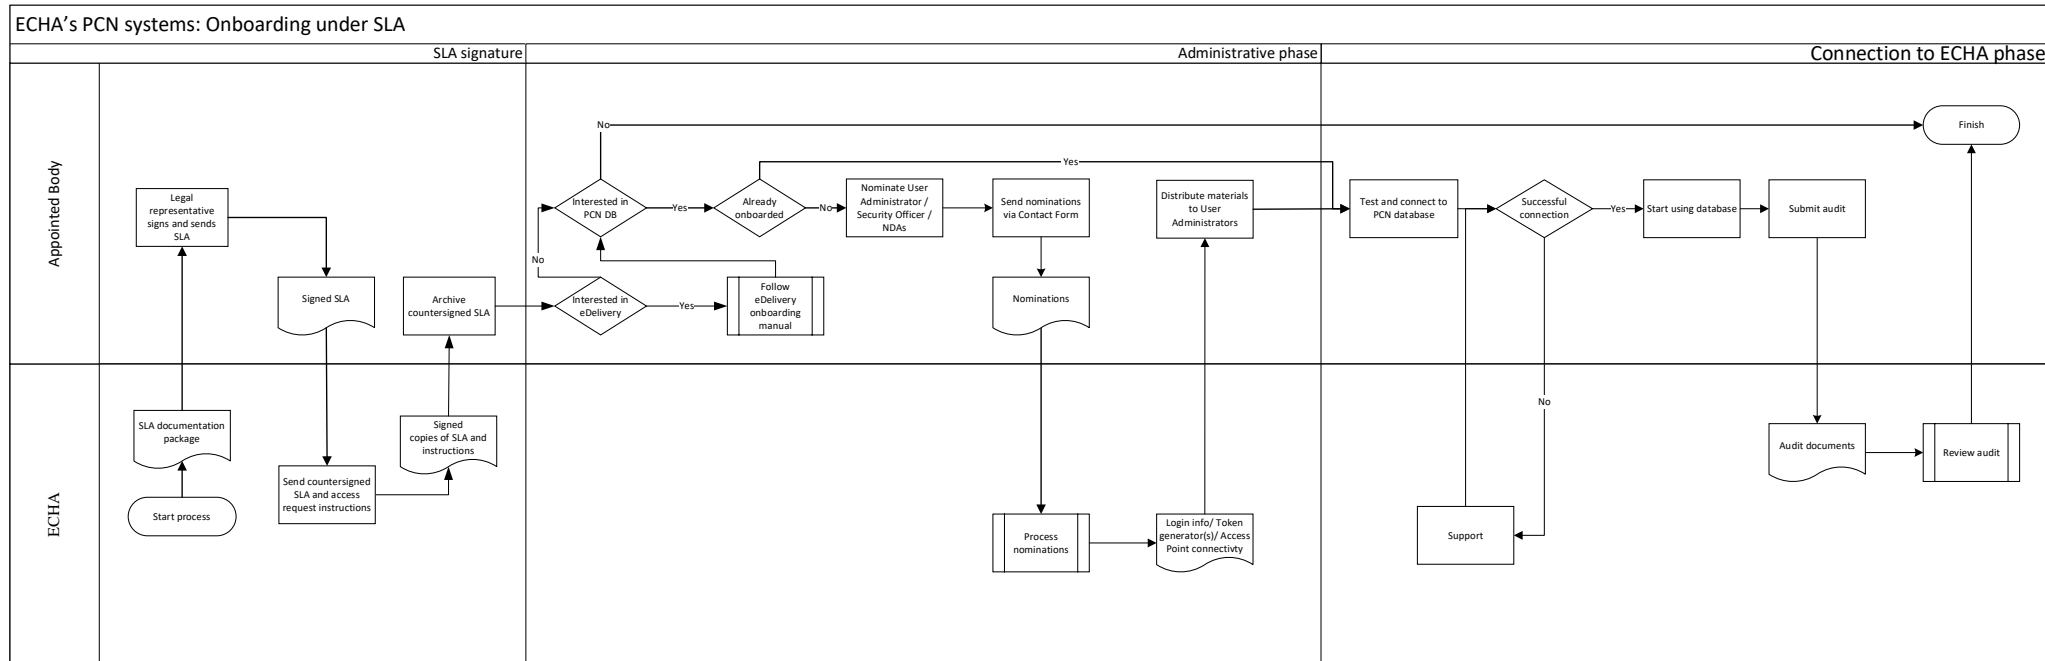 ECHA's PCN systems: Onboarding under SLA
SLA signature
Administrative phase
Connection to ECHA phase
Appointed Body
Legal
representative
signs and sends
SLA
Signed SLA
Archive
countersigned SLA
No
Interested in
PCN DB
Yes
Already
onboarded
Yes
No
Nominate User
Administrator /
Security Officer /
NDAs
Send nominations
via Contact Form
Distribute materials
to User
Administrators
No
Interested in
eDelivery
Yes
Follow
eDelivery
onboarding
manual
Nominations
Test and connect to
PCN database
Successful
connection
Yes
Start using database
Submit audit
Finish
No
ECHA
SLA documentation
package
Start process
Send countersigned
SLA and access
request instructions
Signed
copies of SLA and
instructions
Process
nominations
Login info/ Token
generator(s)/ Access
Point connectivty
Support
Audit documents
Review audit